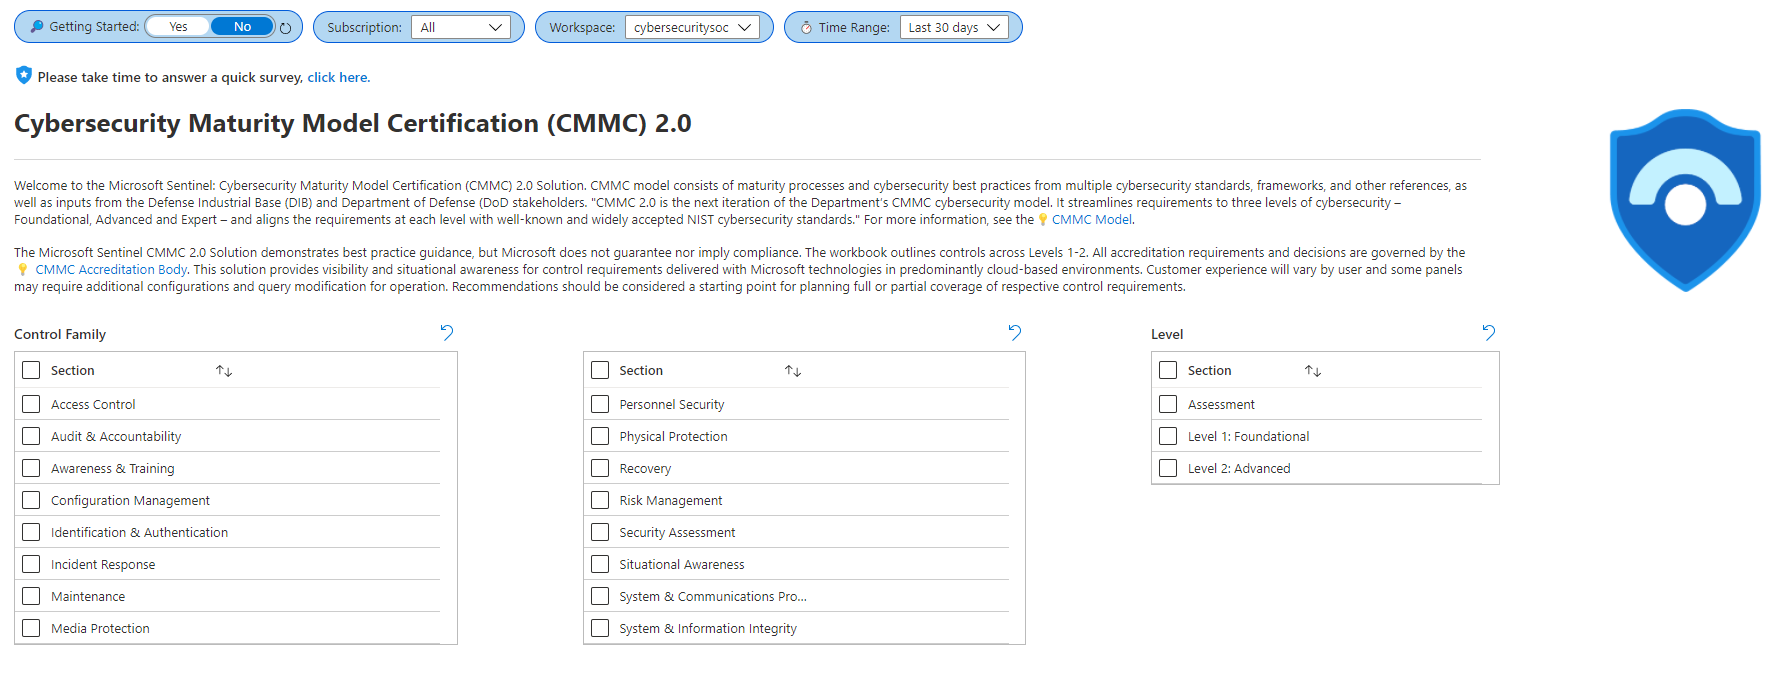 Getting Started: Yes No Subscription: All Workspace: cybersecuritysoc Time Range: Last 30 days
Please take time to answer a quick survey, click here.
Cybersecurity Maturity Model Certification (CMMC) 2.0
Welcome to the Microsoft Sentinel: Cybersecurity Maturity Model Certification (CMMC) 2.0 Solution. CMMC model consists of maturity processes and cybersecurity best practices from multiple cybersecurity standards, frameworks, and other references, as
well as inputs from the Defense Industrial Base (DIB) and Department of Defense (DoD stakeholders. "CMMC 2.0 is the next iteration of the Department's CMMC cybersecurity model. It streamlines requirements to three levels of cybersecurity –
Foundational, Advanced and Expert – and aligns the requirements at each level with well-known and widely accepted NIST cybersecurity standards." For more information, see the CMMC Model.
The Microsoft Sentinel CMMC 2.0 Solution demonstrates best practice guidance, but Microsoft does not guarantee nor imply compliance. The workbook outlines controls across Levels 1-2. All accreditation requirements and decisions are governed by the
CMMC Accreditation Body. This solution provides visibility and situational awareness for control requirements delivered with Microsoft technologies in predominantly cloud-based environments. Customer experience will vary by user and some panels
may require additional configurations and query modification for operation. Recommendations should be considered a starting point for planning full or partial coverage of respective control requirements.
Control Family
Section
Access Control
Audit & Accountability
Awareness & Training
Configuration Management
Identification & Authentication
Incident Response
Maintenance
Media Protection
Section
Personnel Security
Physical Protection
Recovery
Risk Management
Security Assessment
Situational Awareness
System & Communications Pro...
System & Information Integrity
Level
Section
Assessment
Level 1: Foundational
Level 2: Advanced